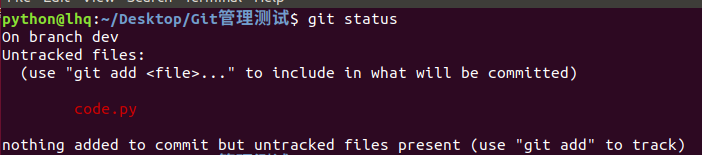 python@lhq:~/Desktop/Git管理测试$ git status
On branch dev
Untracked files:
  (use "git add <file>..." to include in what will be committed)
        code.py
nothing added to commit but untracked files present (use "git add" to track)